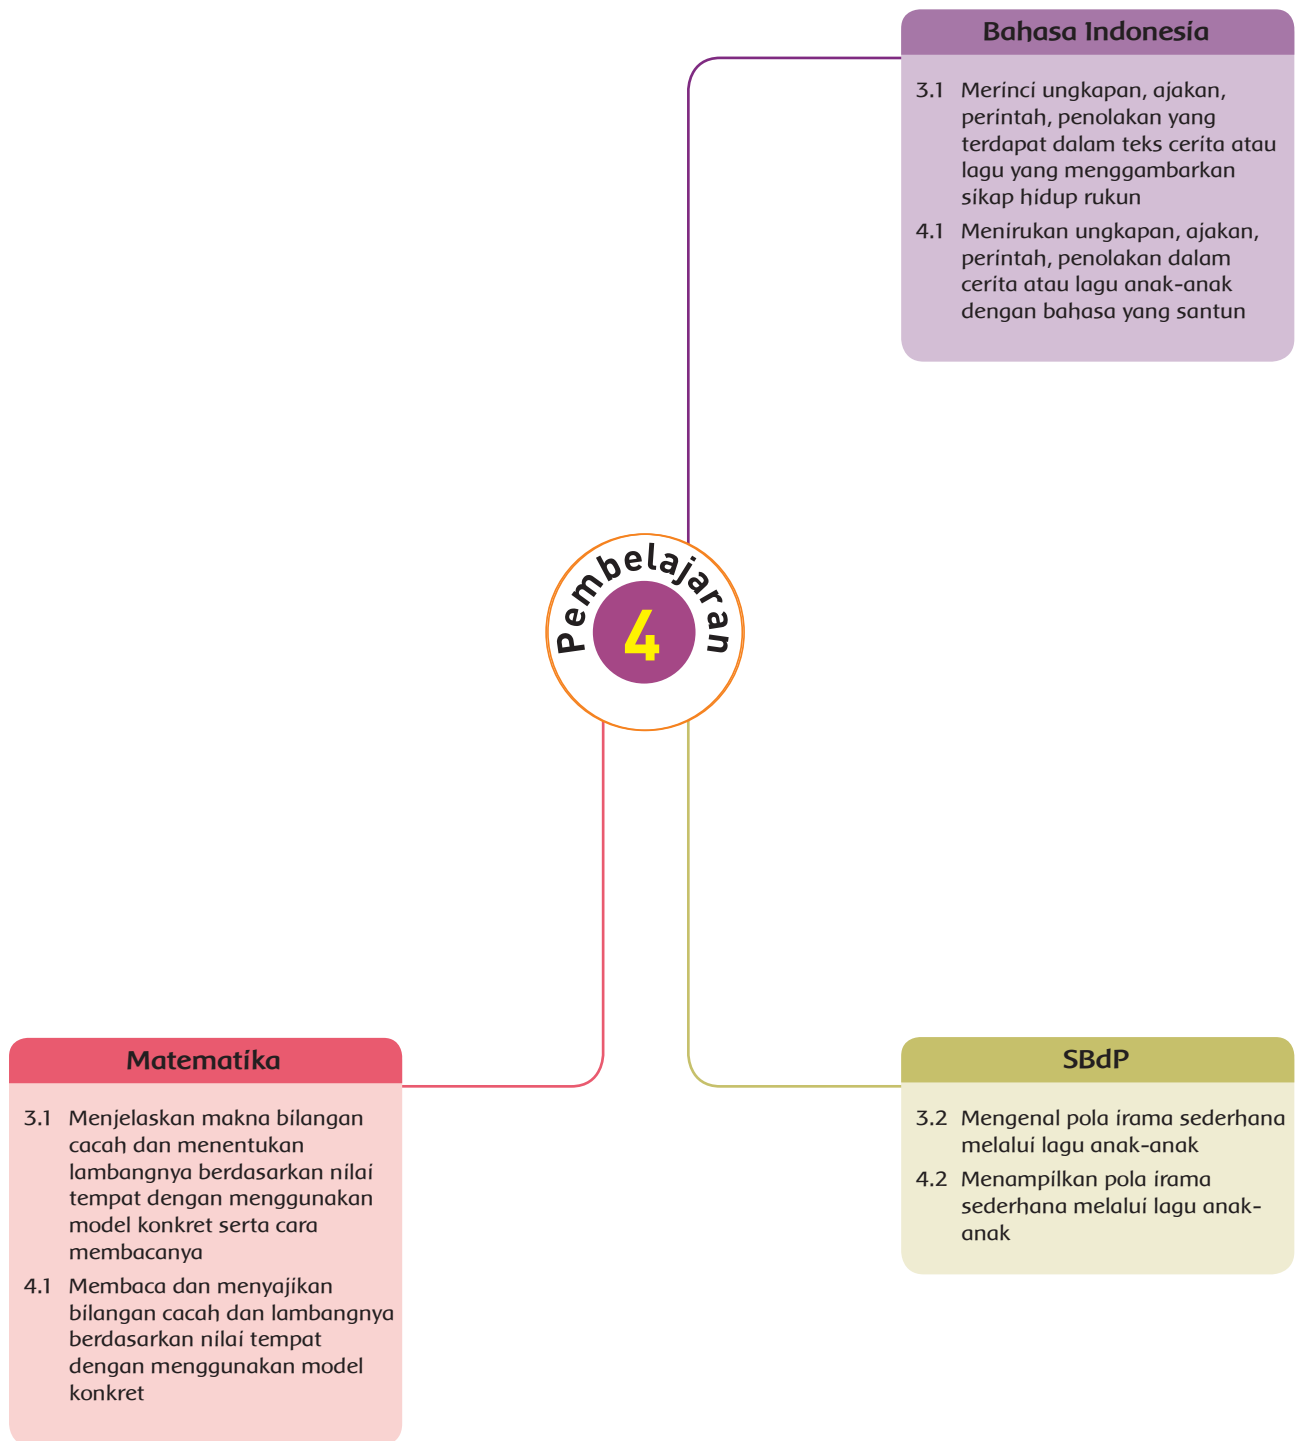 Bahasa Indonesia
3.1 Merinci ungkapan, ajakan,
perintah, penolakan yang
terdapat dalam teks cerita atau
lagu yang menggambarkan
sikap hidup rukun
4.1 Menirukan ungkapan, ajakan,
perintah, penolakan dalam
cerita atau lagu anak-anak
dengan bahasa yang santun
Pembelajaran
4
Matematika
3.1 Menjelaskan makna bilangan
cacah dan menentukan
lambangnya berdasarkan nilai
tempat dengan menggunakan
model konkret serta cara
membacanya
4.1 Membaca dan menyajikan
bilangan cacah dan lambangnya
berdasarkan nilai tempat
dengan menggunakan model
konkret
SBdP
3.2 Mengenal pola irama sederhana
melalui lagu anak-anak
4.2 Menampilkan pola irama
sederhana melalui lagu anak-
anak